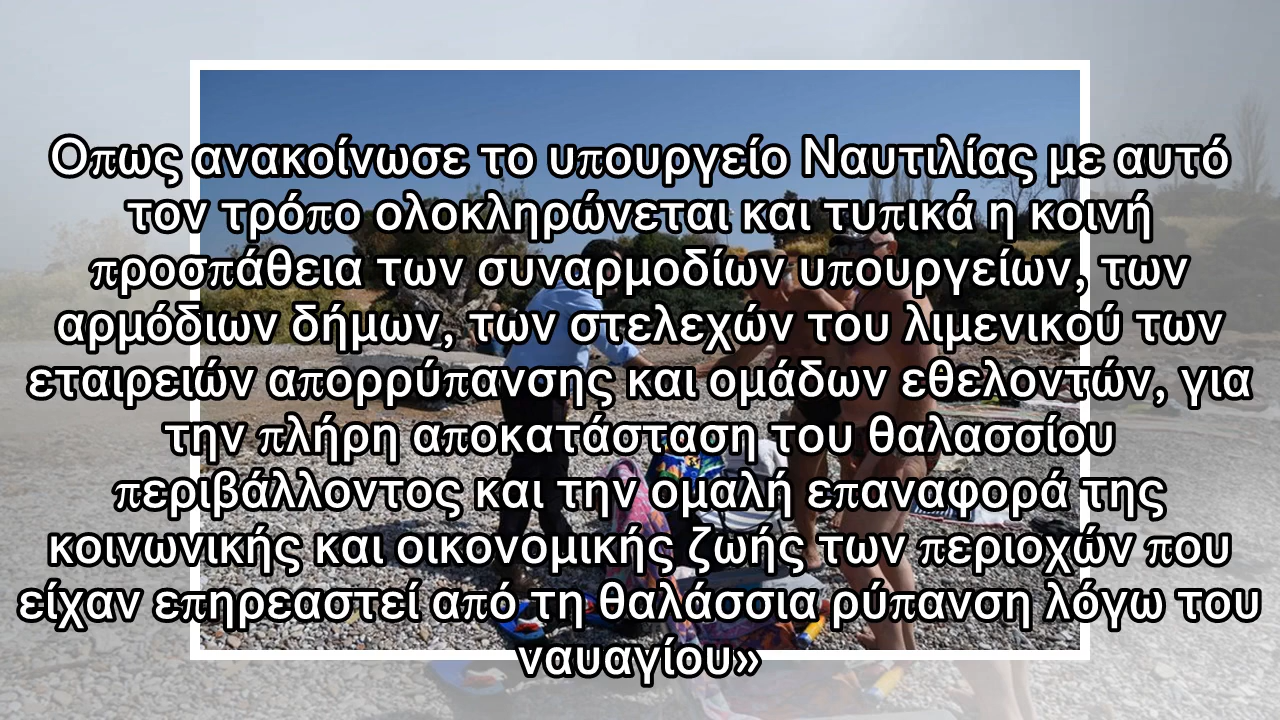 Οπως ανακοίνωσε το υπουργείο Ναυτιλίας με αυτό
τον τρόπο ολοκληρώνεται και τυπικά η κοινή
προσπάθεια των συναρμοδίων υπουργείων, των
αρμόδιων δήμων, των στελεχών του λιμενικού των
εταιρειών απορρύπανσης και ομάδων εθελοντών, για
την πλήρη αποκατάσταση του θαλασσίου
περιβάλλοντος και την ομαλή επαναφορά της
κοινωνικής και οικονομικής ζωής των περιοχών που
είχαν επηρεαστεί από τη θαλάσσια ρύπανση λόγω του
ναυαγίου»